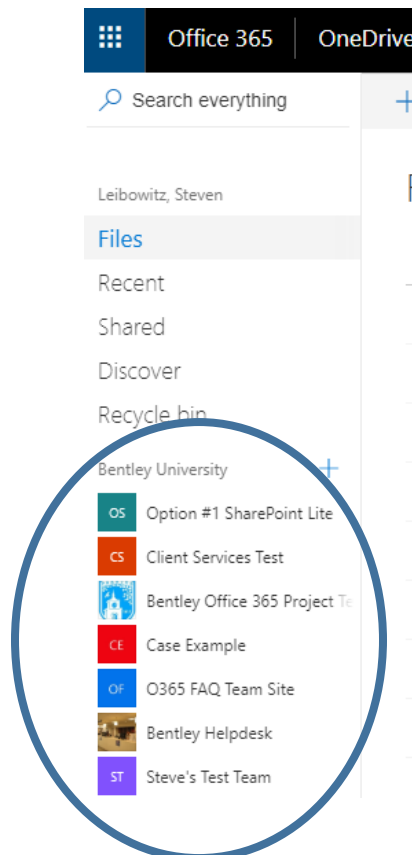 Office 365 OneDrive
Search everything
Leibowitz, Steven
Files
Recent
Shared
Discover
Recycle bin
Bentley University
OS Option #1 SharePoint Lite
CS Client Services Test
Bentley Office 365 Project Te
CE Case Example
OF O365 FAQ Team Site
Bentley Helpdesk
ST Steve's Test Team